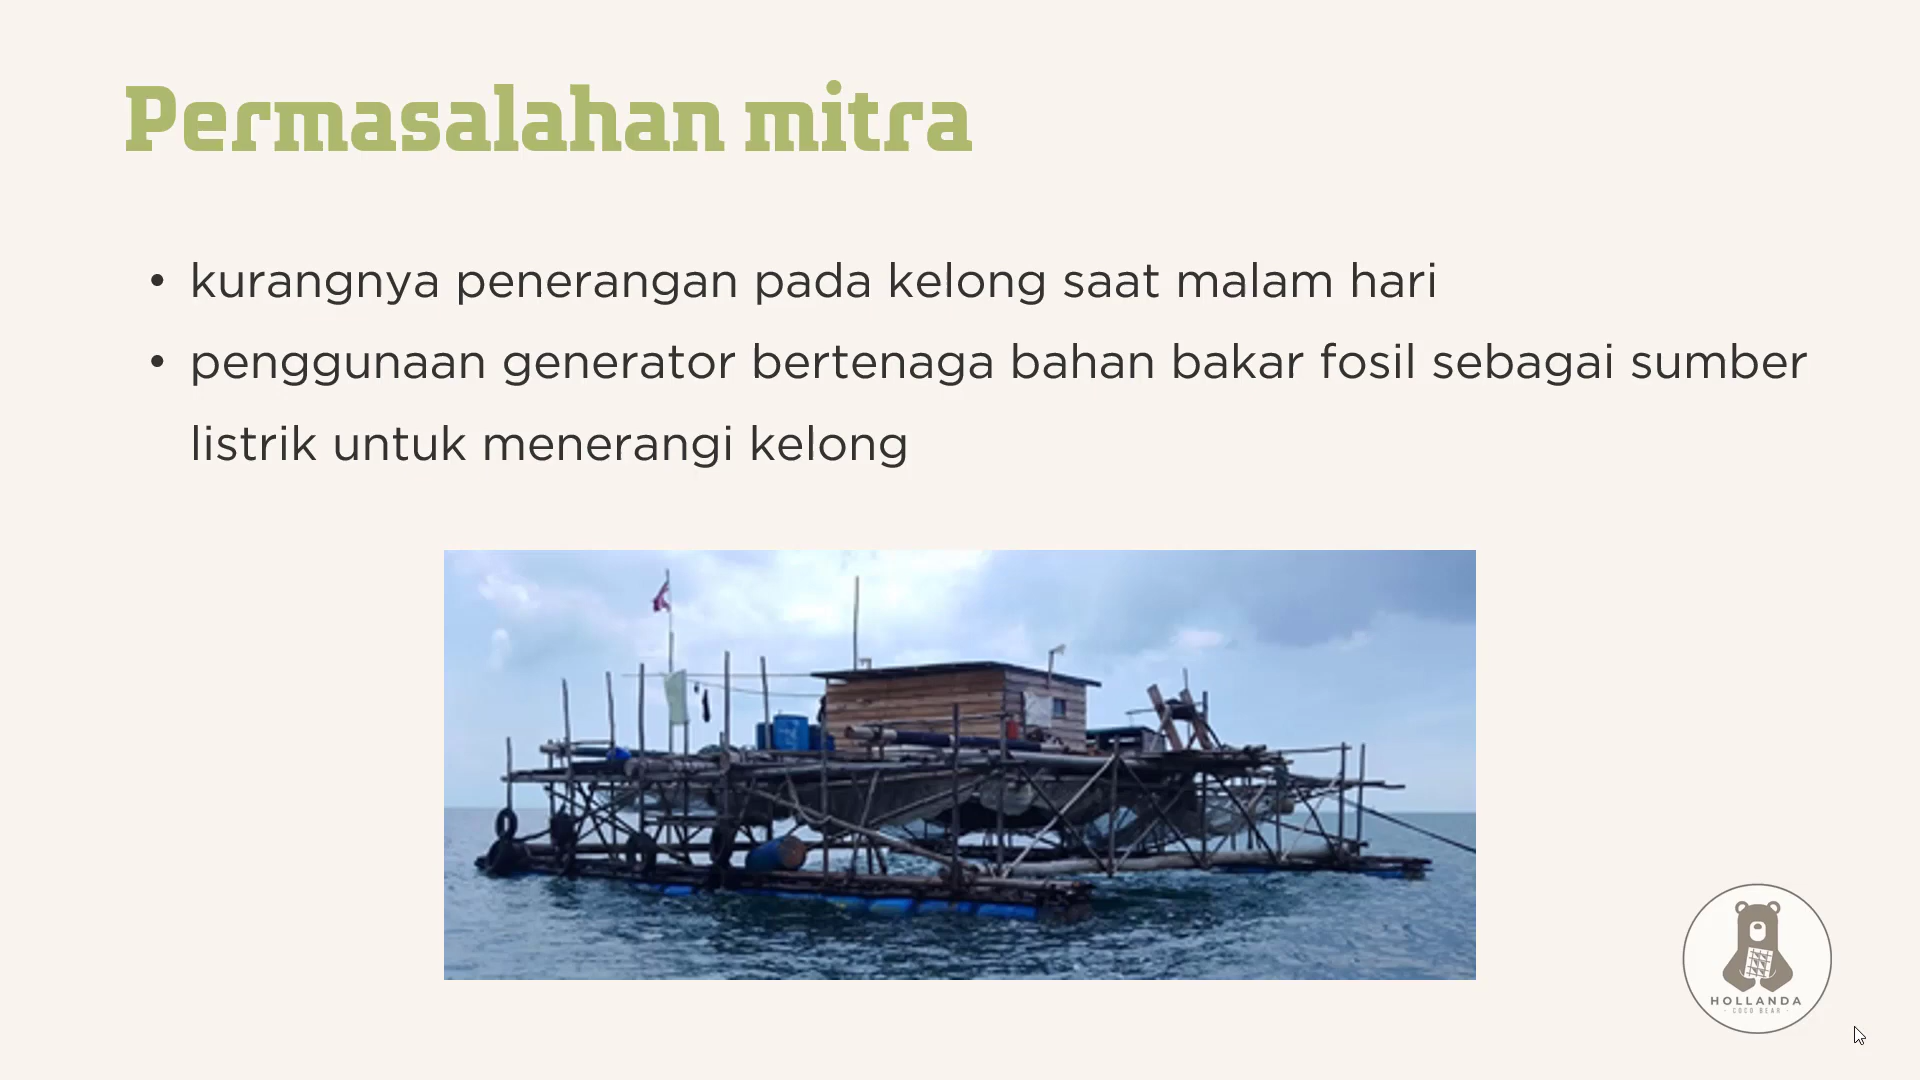 Permasalahan mitra
• kurangnya penerangan pada kelong saat malam hari
• penggunaan generator bertenaga bahan bakar fosil sebagai sumber
listrik untuk menerangi kelong
HOLLANDA
COCO BEAR